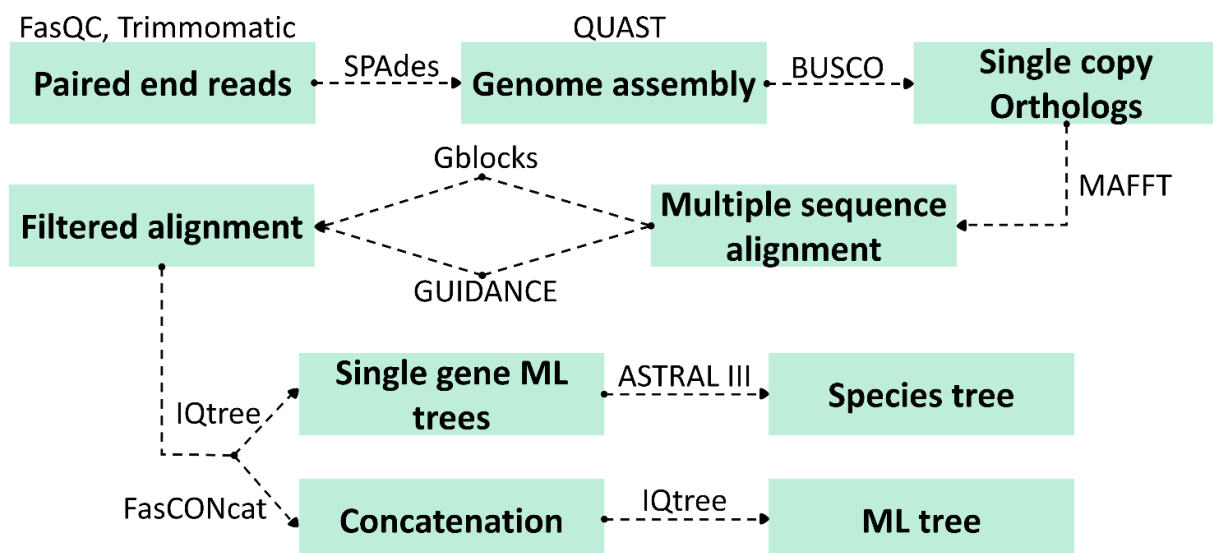 FasQC, Trimmomatic
QUAST
Paired end reads
SPAdes
Genome assembly
BUSCO
Single copy
Orthologs
MAFFT
Gblocks
Filtered alignment
Multiple sequence
alignment
GUIDANCE
IQtree
Single gene ML
trees
ASTRAL III
Species tree
FasCONcat
Concatenation
IQtree
ML tree